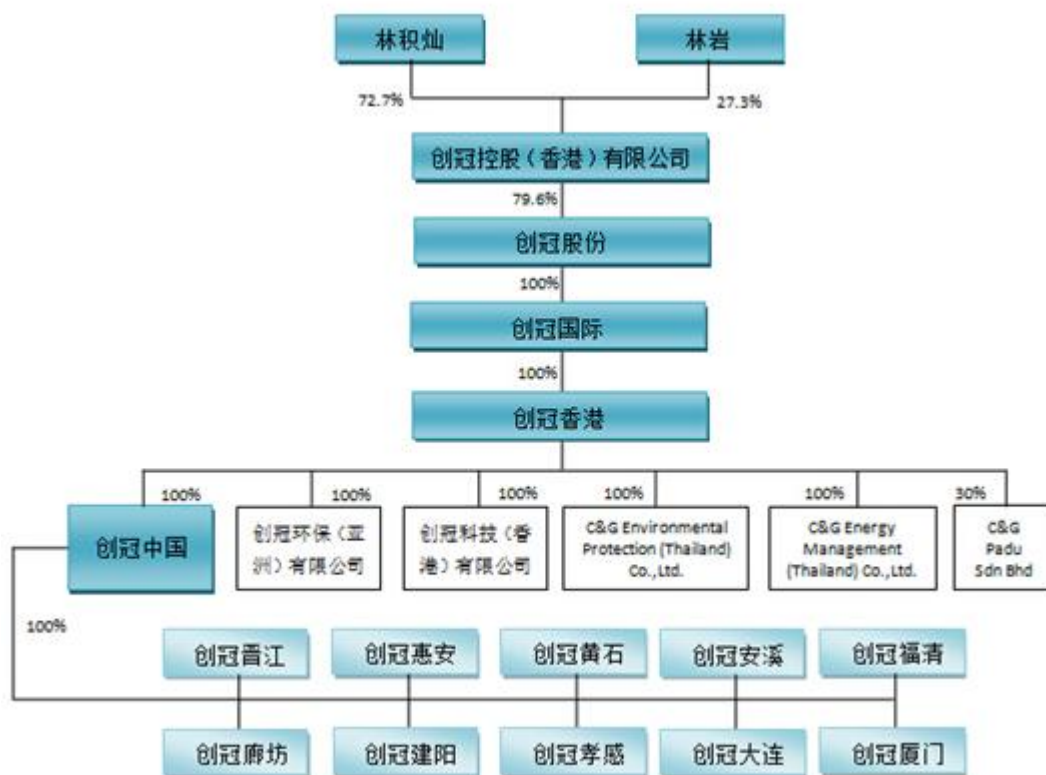 林积灿
林岩
72.7%
27.3%
创冠控股（香港）有限公司
79.6%
创冠股份
100%
创冠国际
100%
创冠香港
100%
100%
100%
100%
100%
30%
创冠中国
创冠环保（亚
洲）有限公司
创冠科技（香
港）有限公司
C&G Environmental
Protection (Thailand)
Co.,Ltd.
C&G Energy
Management
(Thailand) Co.,Ltd.
C&G
Padu
Sdn Bhd
100%
创冠晋江
创冠惠安
创冠黄石
创冠安溪
创冠福清
创冠廊坊
创冠建阳
创冠孝感
创冠大连
创冠厦门